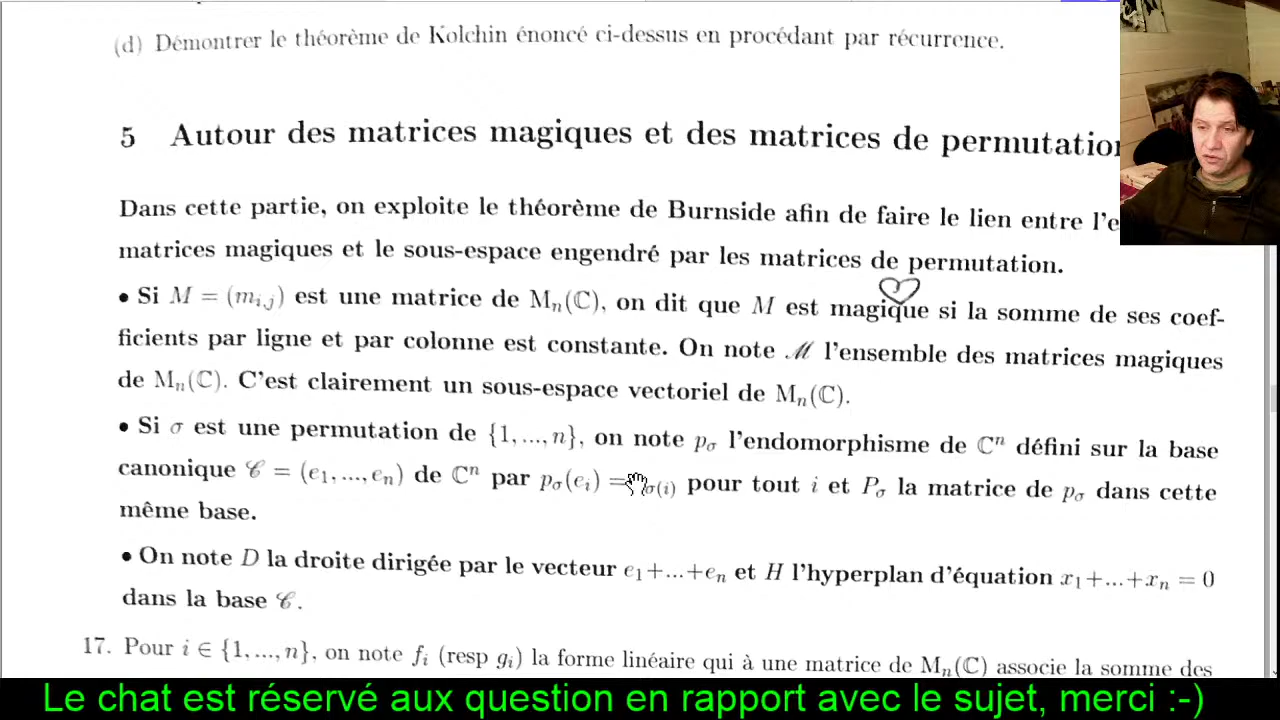 (d) Démontrer le théorème de Kolchin énoncé ci-dessus en procédant par récurrence.
5 Autour des matrices magiques et des matrices de permutation
Dans cette partie, on exploite le théorème de Burnside afin de faire le lien entre l'e
matrices magiques et le sous-espace engendré par les matrices de permutation.
• Si M = (m_{i,j}) est une matrice de M_n(ℂ), on dit que M est magique si la somme de ses coef-
ficients par ligne et par colonne est constante. On note ℳ l'ensemble des matrices magiques
de M_n(ℂ). C'est clairement un sous-espace vectoriel de M_n(ℂ).
• Si σ est une permutation de {1, ..., n}, on note p_σ l'endomorphisme de ℂ^n défini sur la base
canonique 𝒞 = (e_1, ..., e_n) de ℂ^n par p_σ(e_i) = _{σ(i)} pour tout i et P_σ la matrice de p_σ dans cette
même base.
• On note D la droite dirigée par le vecteur e_1+...+e_n et H l'hyperplan d'équation x_1+...+x_n = 0
dans la base 𝒞.
17. Pour i ∈ {1, ..., n}, on note f_i (resp g_i) la forme linéaire qui à une matrice de M_n(ℂ) associe la somme des
Le chat est réservé aux question en rapport avec le sujet, merci :-)